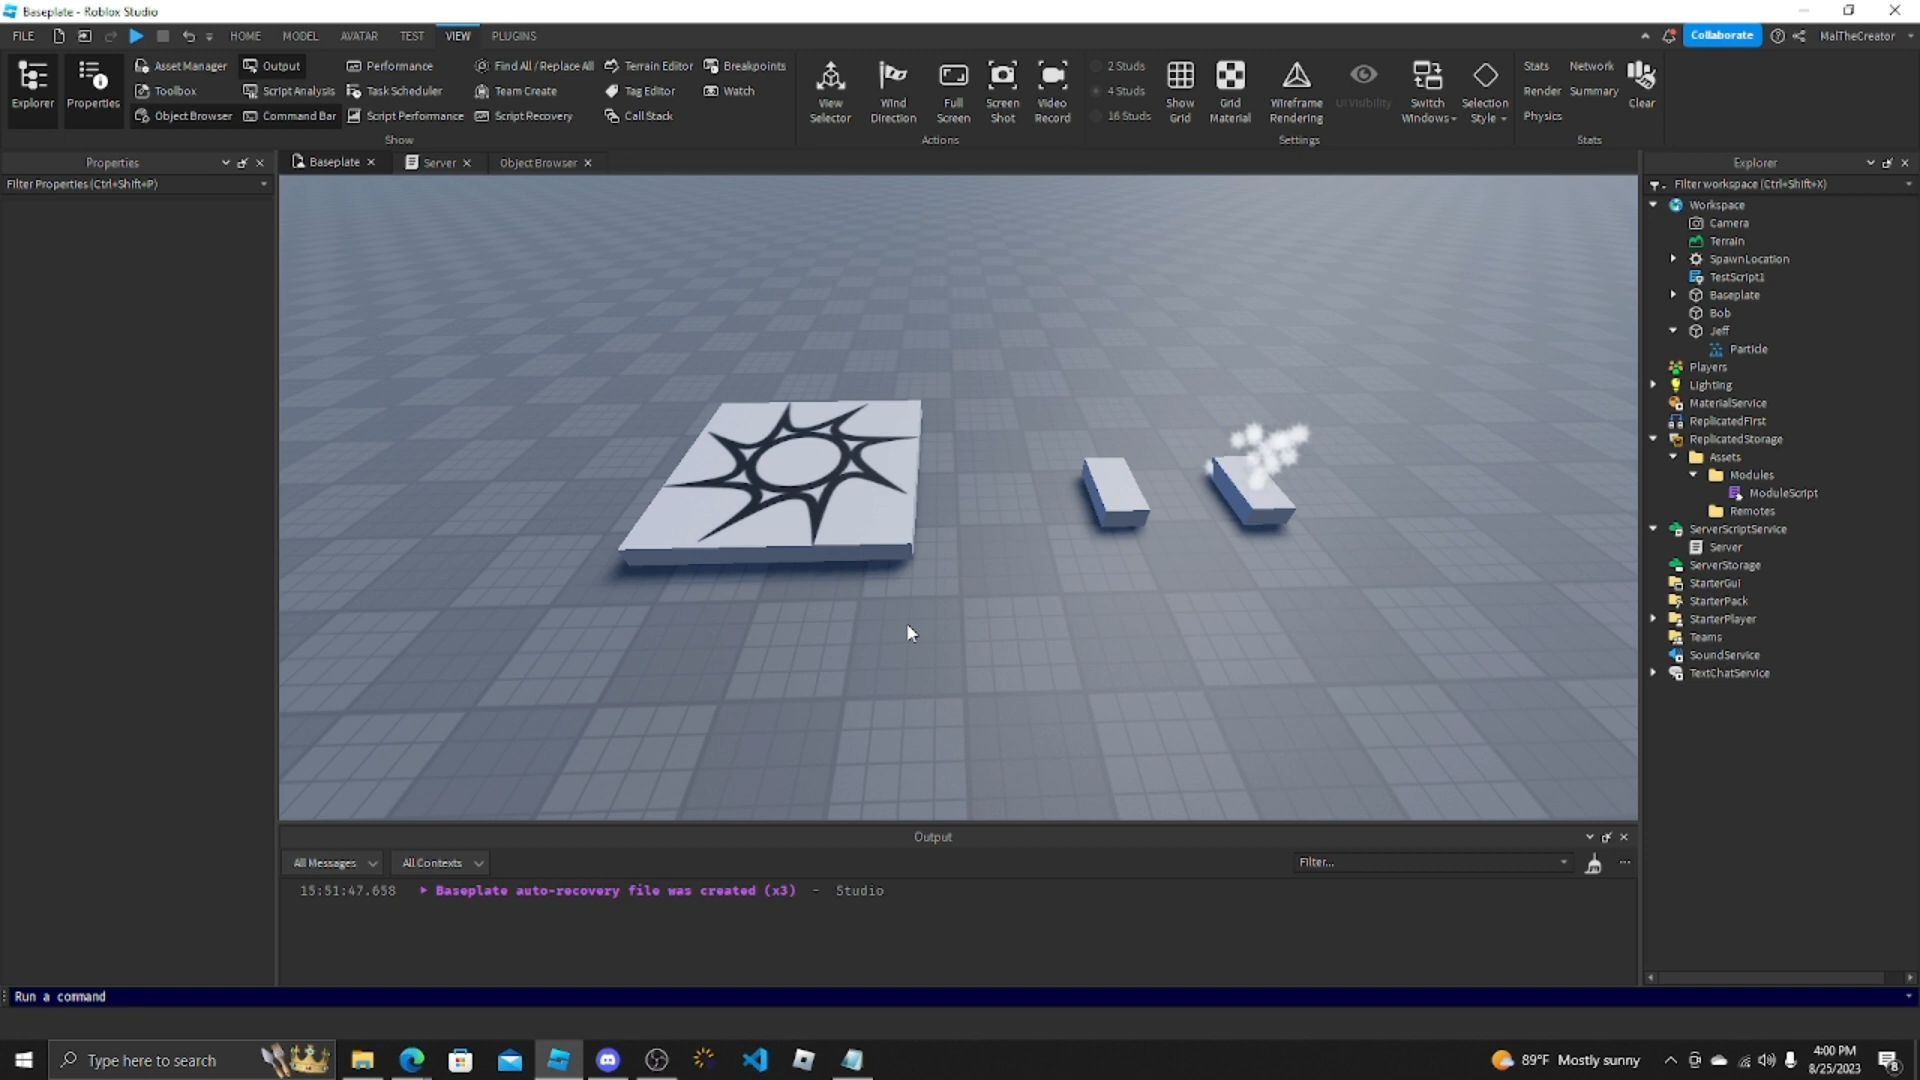 Baseplate - Roblox Studio
FILE HOME MODEL AVATAR TEST VIEW PLUGINS Collaborate MalTheCreator
Explorer
Properties
Asset Manager
Toolbox
Object Browser
Output
Script Analysis
Command Bar
Performance
Task Scheduler
Script Performance
Find All / Replace All
Team Create
Script Recovery
Terrain Editor
Tag Editor
Call Stack
Breakpoints
Watch
Show
View Selector
Wind Direction
Full Screen
Screen Shot
Video Record
Actions
2 Studs
4 Studs
16 Studs
Show Grid
Grid Material
Wireframe Rendering
UI Visibility
Switch Windows
Selection Style
Settings
Stats Network
Render Summary
Physics
Clear
Stats
Properties
Filter Properties (Ctrl+Shift+P)
Baseplate
Server
Object Browser
Explorer
Filter workspace (Ctrl+Shift+X)
Workspace
Camera
Terrain
SpawnLocation
TestScript1
Baseplate
Bob
Jeff
Particle
Players
Lighting
MaterialService
ReplicatedFirst
ReplicatedStorage
Assets
Modules
ModuleScript
Remotes
ServerScriptService
Server
ServerStorage
StarterGui
StarterPack
StarterPlayer
Teams
SoundService
TextChatService
Output
All Messages All Contexts Filter...
15:51:47.658 Baseplate auto-recovery file was created (x3) - Studio
Run a command
Type here to search
89°F Mostly sunny
4:00 PM
8/25/2023
8